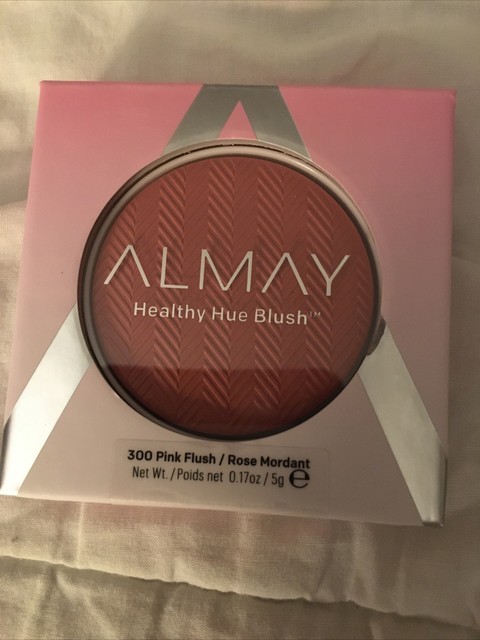 ALMAY
Healthy Hue Blush™
300 Pink Flush / Rose Mordant
Net Wt. / Poids net 0.17oz / 5g ℮